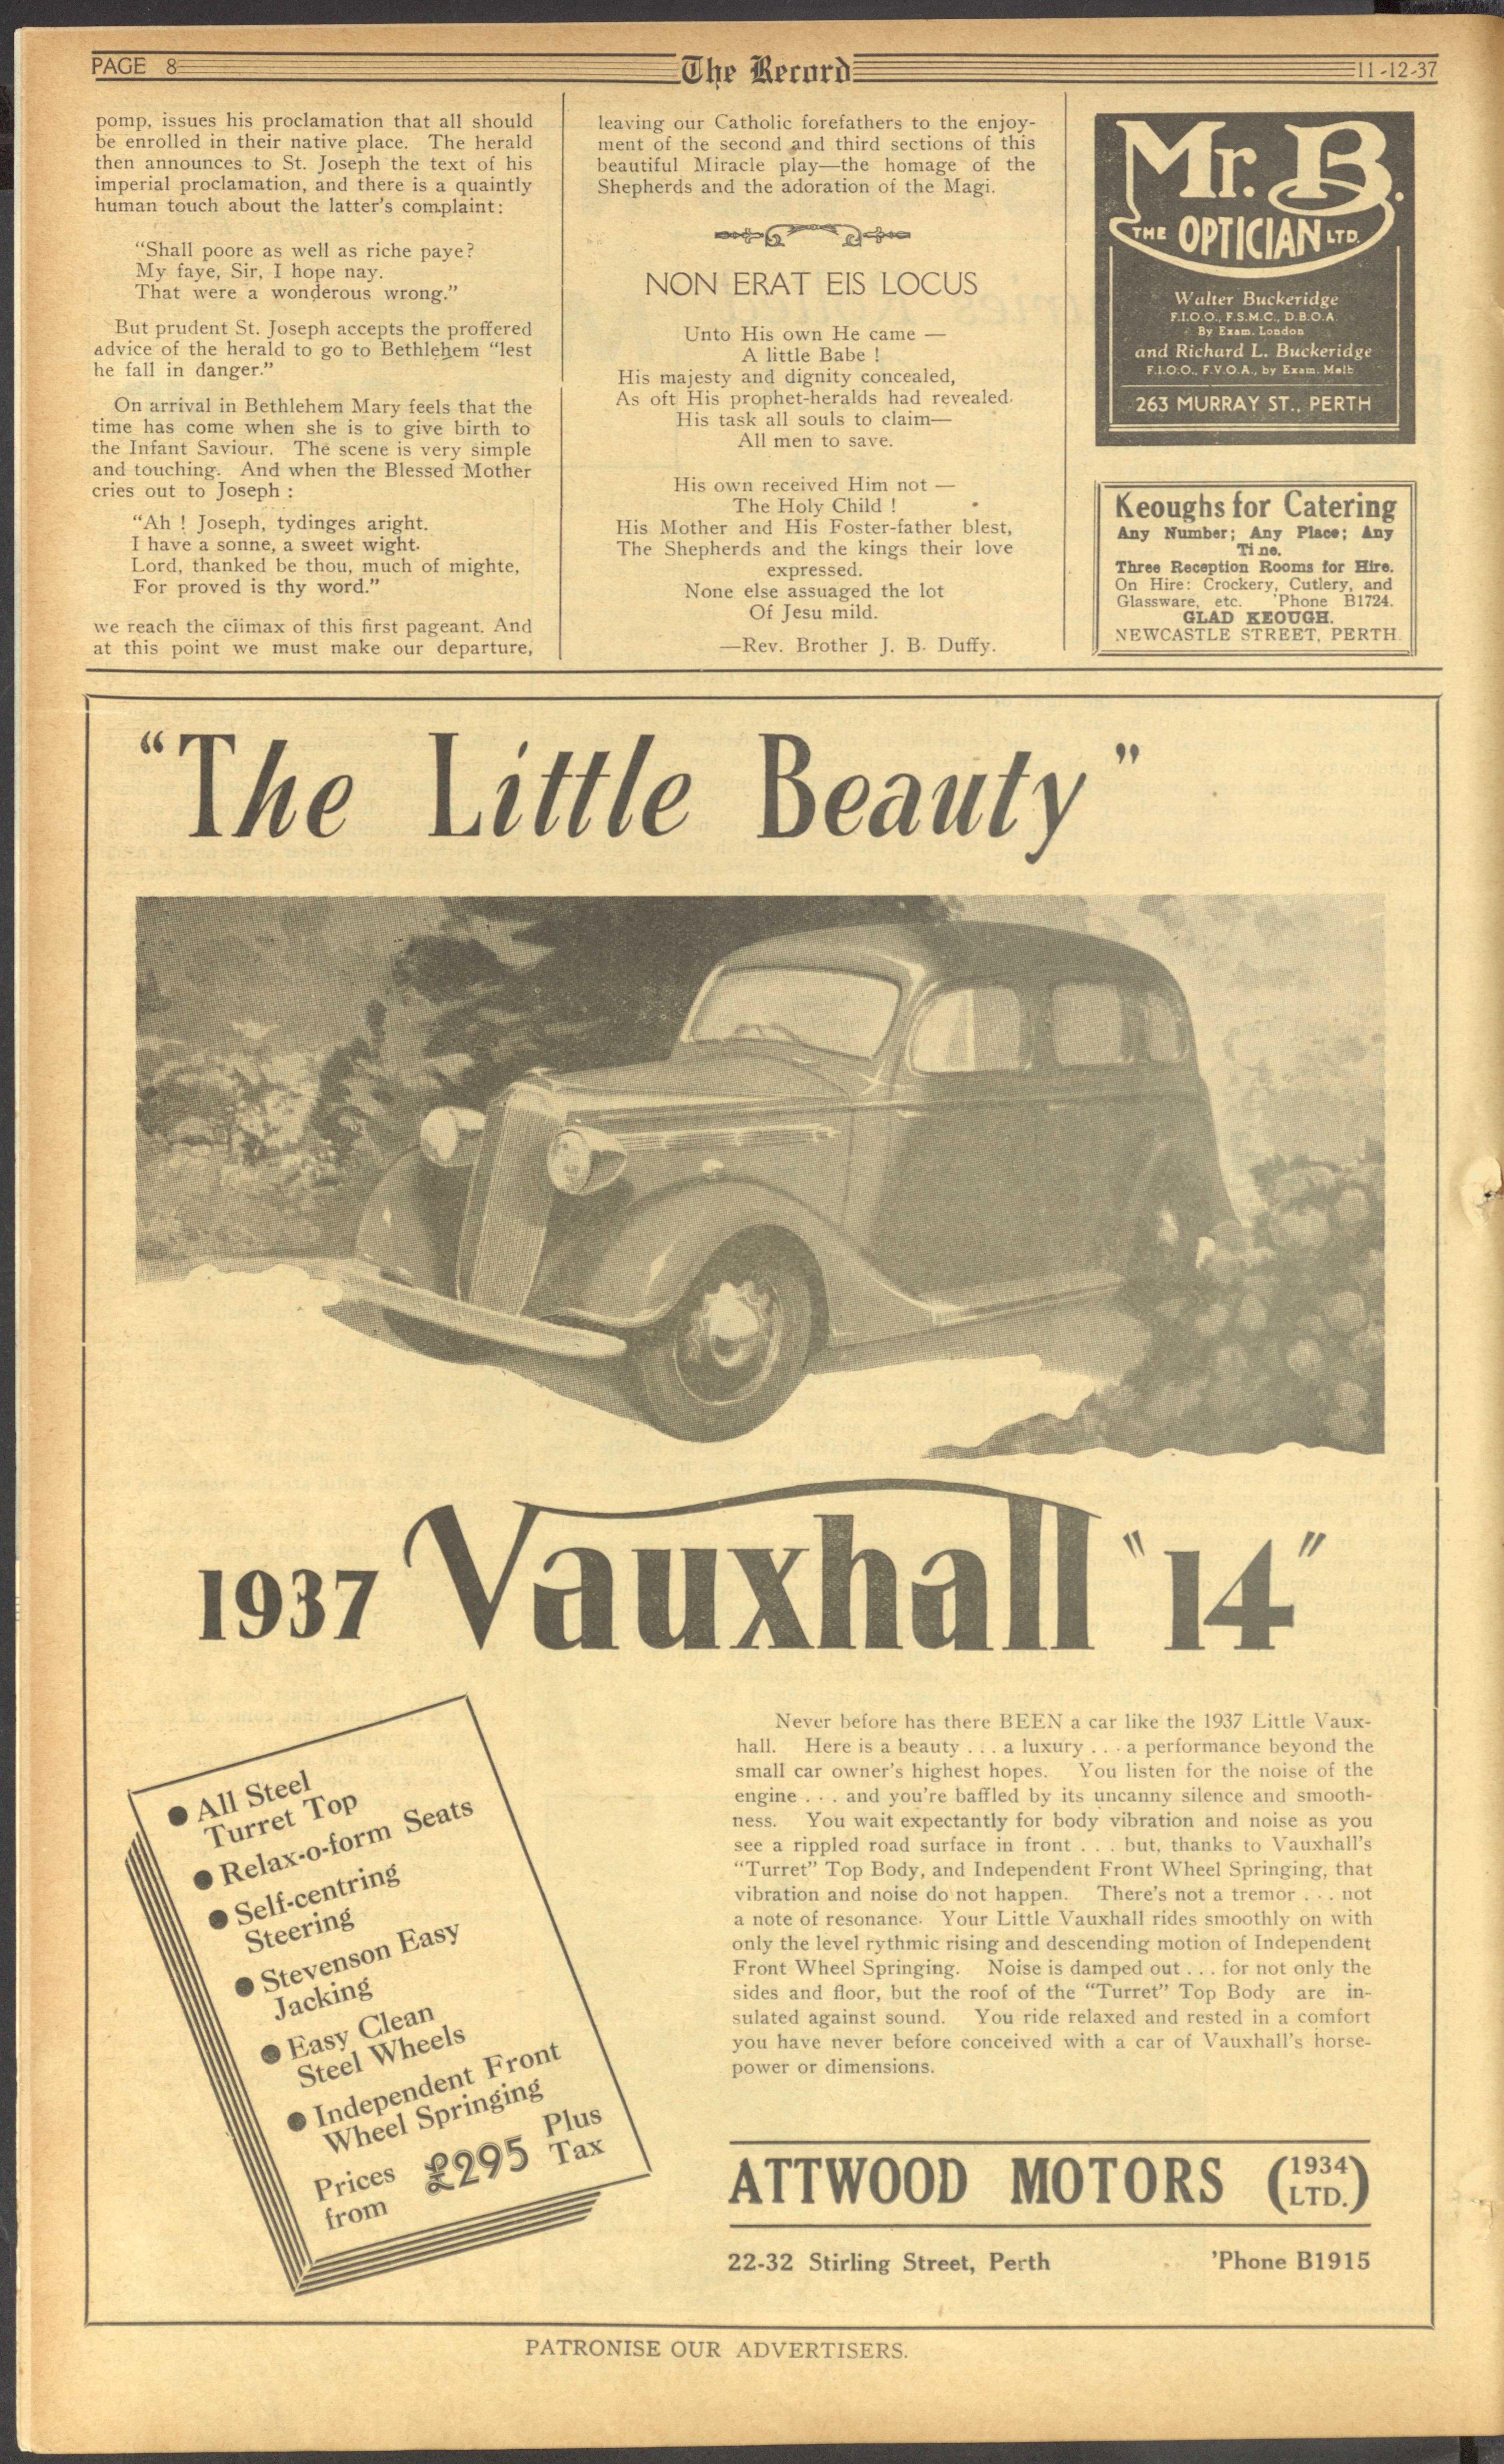 PAGE 8
The Record
11-12-37
pomp, issues his proclamation that all should
be enrolled in their native place. The herald
then announces to St. Joseph the text of his
imperial proclamation, and there is a quaintly
human touch about the latter's complaint:
"Shall poore as well as riche paye?
My faye, Sir, I hope nay.
That were a wonderous wrong."
But prudent St. Joseph accepts the proffered
advice of the herald to go to Bethlehem "lest
he fall in danger."
On arrival in Bethlehem Mary feels that the
time has come when she is to give birth to
the Infant Saviour. The scene is very simple
and touching. And when the Blessed Mother
cries out to Joseph :
"Ah ! Joseph, tydinges aright.
I have a sonne, a sweet wight.
Lord, thanked be thou, much of mighte,
For proved is thy word."
we reach the climax of this first pageant. And
at this point we must make our departure,
leaving our Catholic forefathers to the enjoy-
ment of the second and third sections of this
beautiful Miracle play—the homage of the
Shepherds and the adoration of the Magi.
NON ERAT EIS LOCUS
Unto His own He came —
A little Babe !
His majesty and dignity concealed,
As oft His prophet-heralds had revealed.
His task all souls to claim—
All men to save.
His own received Him not —
The Holy Child !
His Mother and His Foster-father blest,
The Shepherds and the kings their love
expressed.
None else assuaged the lot
Of Jesu mild.
—Rev. Brother J. B. Duffy.
Mr. B.
THE OPTICIAN LTD.
Walter Buckeridge
F.I.O.O., F.S.M.C., D.B.O.A.
By Exam. London
and Richard L. Buckeridge
F.I.O.O., F.V.O.A., by Exam. Melb
263 MURRAY ST., PERTH
Keoughs for Catering
Any Number; Any Place; Any
Ti ne.
Three Reception Rooms for Hire.
On Hire: Crockery, Cutlery, and
Glassware, etc. 'Phone B1724.
GLAD KEOUGH.
NEWCASTLE STREET, PERTH
"The Little Beauty"
1937 Vauxhall "14"
● All Steel
Turret Top
● Relax-o-form Seats
● Self-centring
Steering
● Stevenson Easy
Jacking
● Easy Clean
Steel Wheels
● Independent Front
Wheel Springing
Prices from £295 Plus Tax
Never before has there BEEN a car like the 1937 Little Vaux-
hall. Here is a beauty . . . a luxury . . . a performance beyond the
small car owner's highest hopes. You listen for the noise of the
engine . . . and you're baffled by its uncanny silence and smooth-
ness. You wait expectantly for body vibration and noise as you
see a rippled road surface in front . . . but, thanks to Vauxhall's
"Turret" Top Body, and Independent Front Wheel Springing, that
vibration and noise do not happen. There's not a tremor . . . not
a note of resonance. Your Little Vauxhall rides smoothly on with
only the level rythmic rising and descending motion of Independent
Front Wheel Springing. Noise is damped out . . . for not only the
sides and floor, but the roof of the "Turret" Top Body are in-
sulated against sound. You ride relaxed and rested in a comfort
you have never before conceived with a car of Vauxhall's horse-
power or dimensions.
ATTWOOD MOTORS (1934 LTD.)
22-32 Stirling Street, Perth 'Phone B1915
PATRONISE OUR ADVERTISERS.